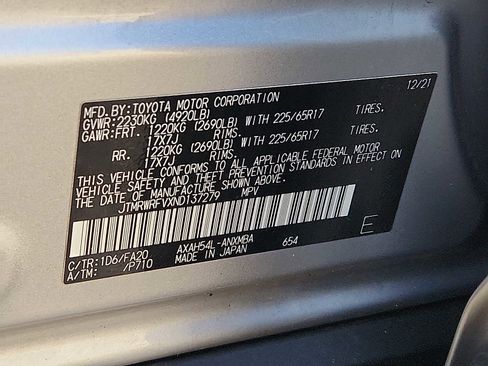 MFD.BY:TOYOTA MOTOR CORPORATION 12/21
GVWR:2230KG (4920LB)
GAWR:FRT. 1220KG (2690LB) WITH 225/65R17 TIRES.
17X7J RIMS.
RR. 1220KG (2690LB) WITH 225/65R17 TIRES.
17X7J RIMS.
THIS VEHICLE CONFORMS TO ALL APPLICABLE FEDERAL MOTOR
VEHICLE SAFETY AND THEFT PREVENTION STANDARDS IN EFFECT ON
THE DATE OF MANUFACTURE SHOWN ABOVE.
JTMRWRFVXND137279 MPV
E
C/TR:1D6/FA20 AXAH54L-ANXMBA 654
A/TM: /P710 MADE IN JAPAN